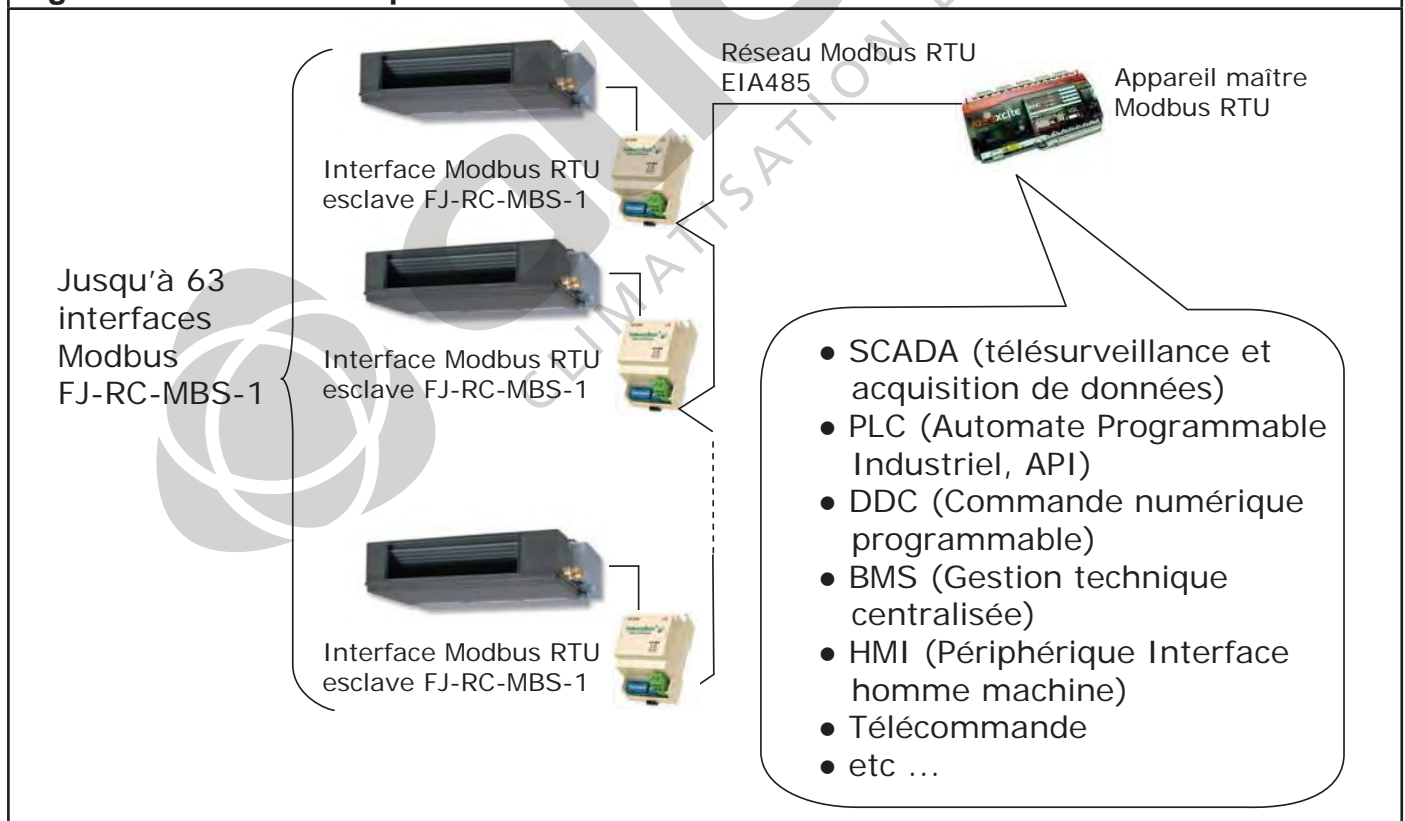 Réseau Modbus RTU
EIA485
Appareil maître
Modbus RTU
Interface Modbus RTU
esclave FJ-RC-MBS-1
Jusqu'à 63
interfaces
Modbus
FJ-RC-MBS-1
Interface Modbus RTU
esclave FJ-RC-MBS-1
Interface Modbus RTU
esclave FJ-RC-MBS-1
● SCADA (télésurveillance et
acquisition de données)
● PLC (Automate Programmable
Industriel, API)
● DDC (Commande numérique
programmable)
● BMS (Gestion technique
centralisée)
● HMI (Périphérique Interface
homme machine)
● Télécommande
● etc ...
CLIMATISATION